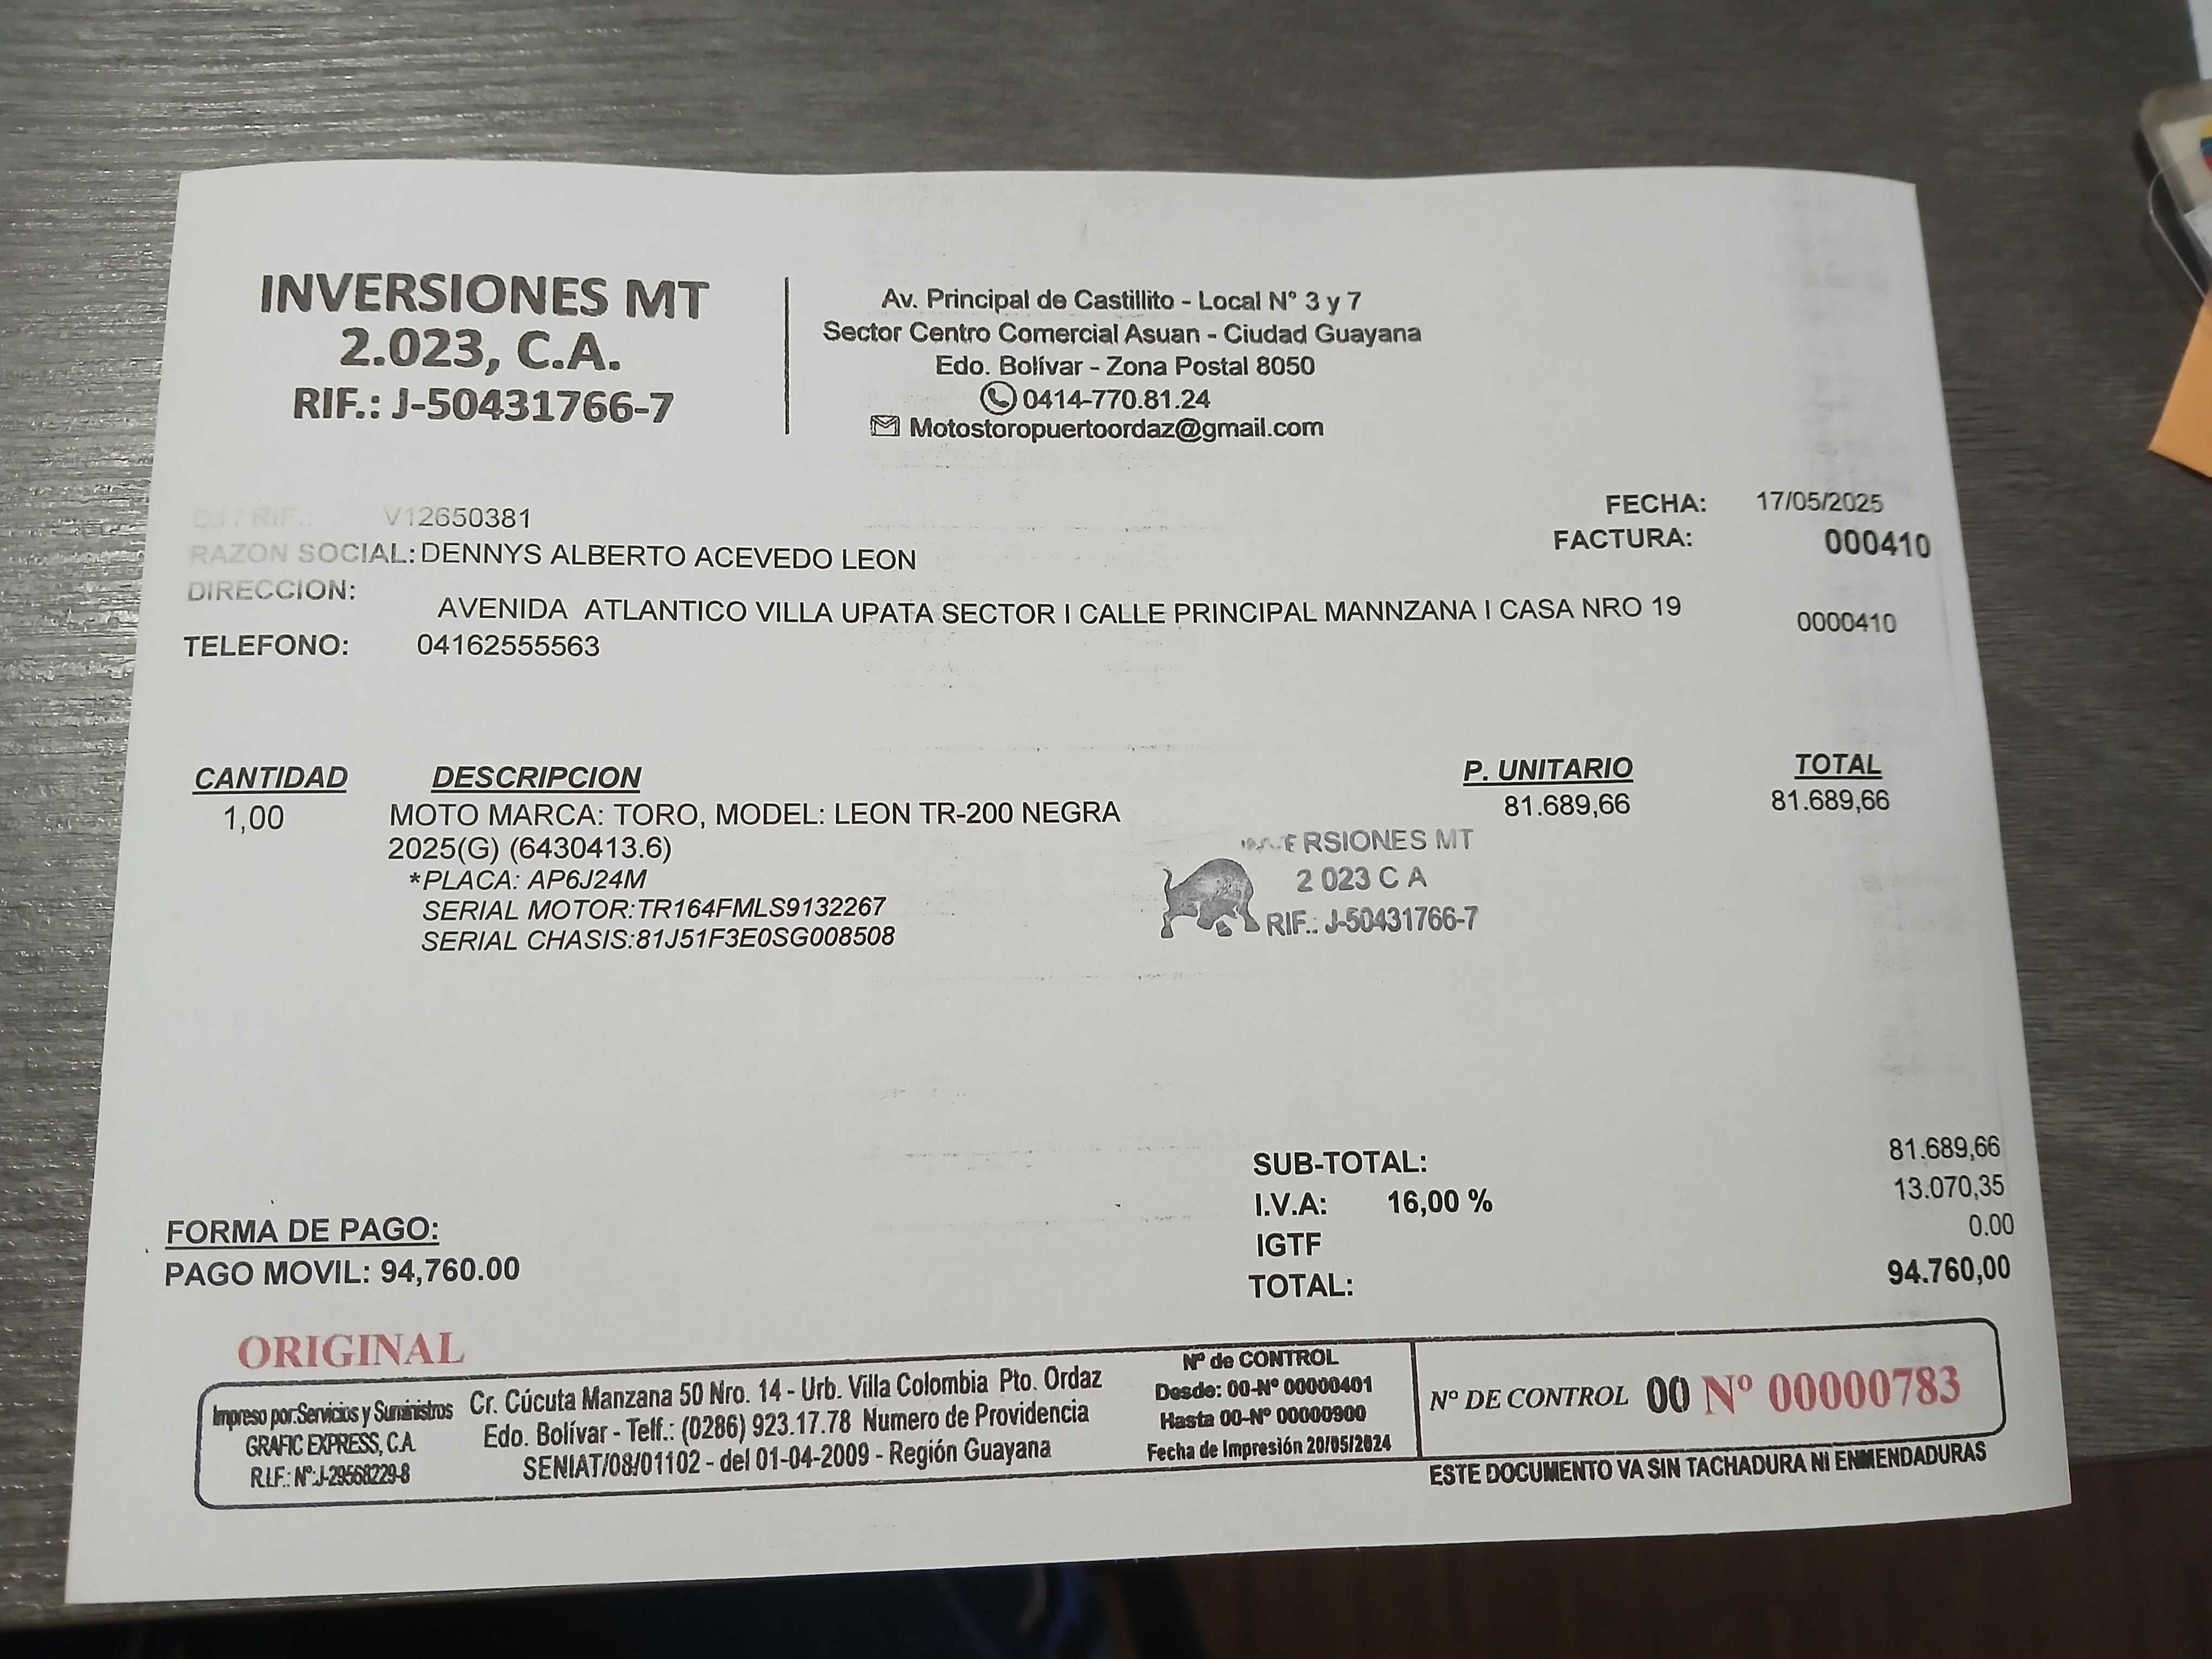 INVERSIONES MT
2.023, C.A.
RIF.: J-50431766-7
Av. Principal de Castillito - Local N° 3 y 7
Sector Centro Comercial Asuan - Ciudad Guayana
Edo. Bolívar - Zona Postal 8050
0414-770.81.24
Motostoropuertoordaz@gmail.com
C.I / RIF.: V12650381
RAZON SOCIAL: DENNYS ALBERTO ACEVEDO LEON
DIRECCION:
AVENIDA ATLANTICO VILLA UPATA SECTOR I CALLE PRINCIPAL MANNZANA I CASA NRO 19
TELEFONO: 04162555563
FECHA: 17/05/2025
FACTURA: 000410
0000410
CANTIDAD DESCRIPCION P. UNITARIO TOTAL
1,00 MOTO MARCA: TORO, MODEL: LEON TR-200 NEGRA 81.689,66 81.689,66
2025(G) (6430413.6)
*PLACA: AP6J24M
SERIAL MOTOR:TR164FMLS9132267
SERIAL CHASIS:81J51F3E0SG008508
ERSIONES MT
2 023 C A
RIF.: J-50431766-7
SUB-TOTAL: 81.689,66
I.V.A: 16,00 % 13.070,35
IGTF 0.00
TOTAL: 94.760,00
FORMA DE PAGO:
PAGO MOVIL: 94,760.00
ORIGINAL
Impreso por:Servicios y Suministros
GRAFIC EXPRESS, C.A.
R.I.F.: Nº:J-29568229-8
Cr. Cúcuta Manzana 50 Nro. 14 - Urb. Villa Colombia Pto. Ordaz
Edo. Bolívar - Telf.: (0286) 923.17.78 Numero de Providencia
SENIAT/08/01102 - del 01-04-2009 - Región Guayana
Nº de CONTROL
Desde: 00-Nº 00000401
Hasta 00-Nº 00000900
Fecha de Impresión 20/05/2024
Nº DE CONTROL 00 Nº 00000783
ESTE DOCUMENTO VA SIN TACHADURA NI ENMENDADURAS